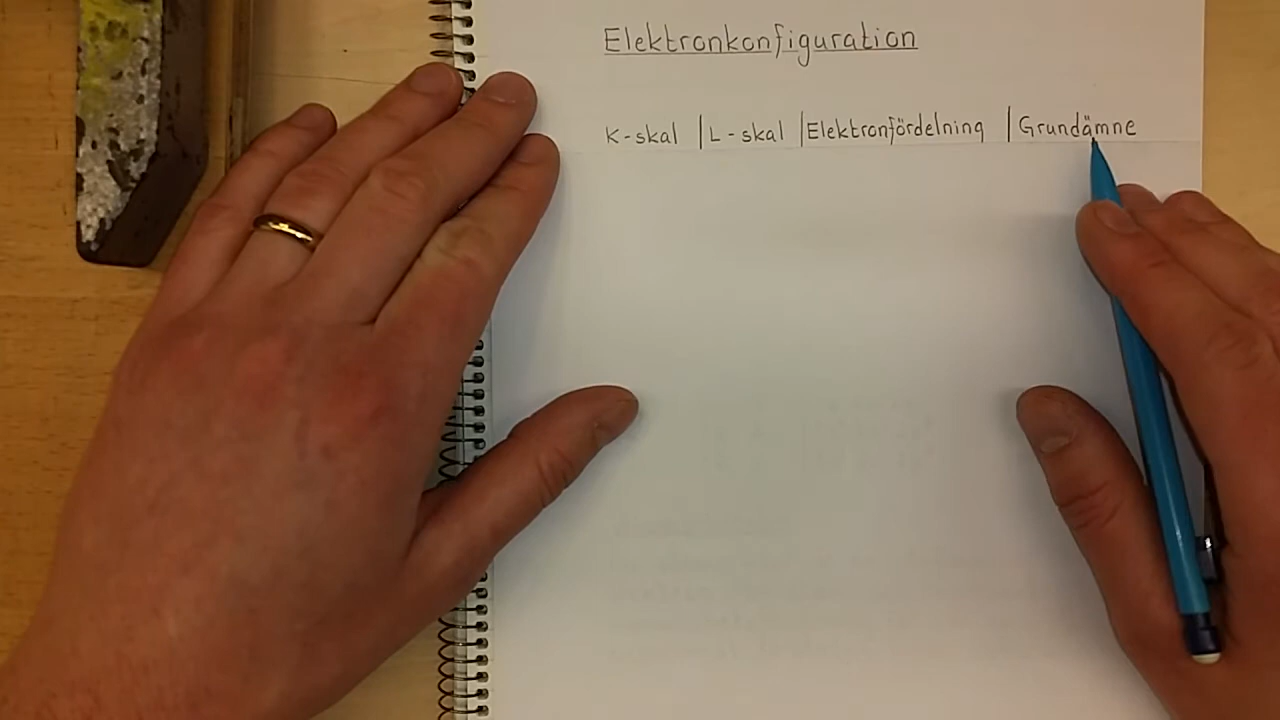 Elektronkonfiguration
K-skal | L-skal | Elektronfördelning | Grundämne